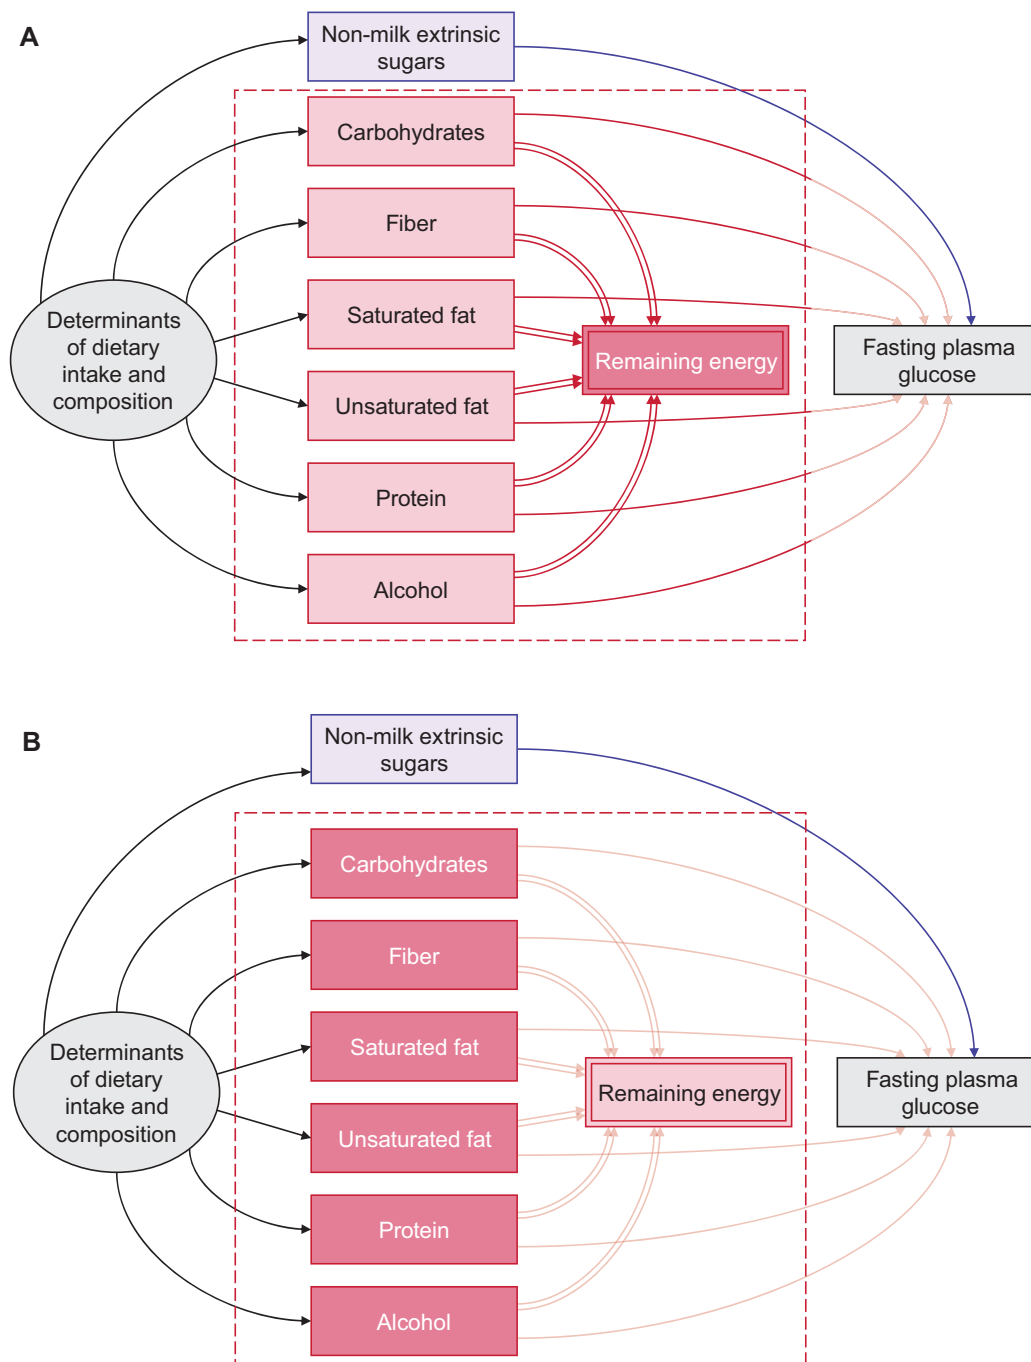 A
Non-milk extrinsic
sugars
Carbohydrates
Fiber
Saturated fat
Determinants
of dietary
intake and
composition
Remaining energy
Fasting plasma
glucose
Unsaturated fat
Protein
Alcohol
B
Non-milk extrinsic
sugars
Carbohydrates
Fiber
Saturated fat
Determinants
of dietary
intake and
composition
Remaining energy
Fasting plasma
glucose
Unsaturated fat
Protein
Alcohol